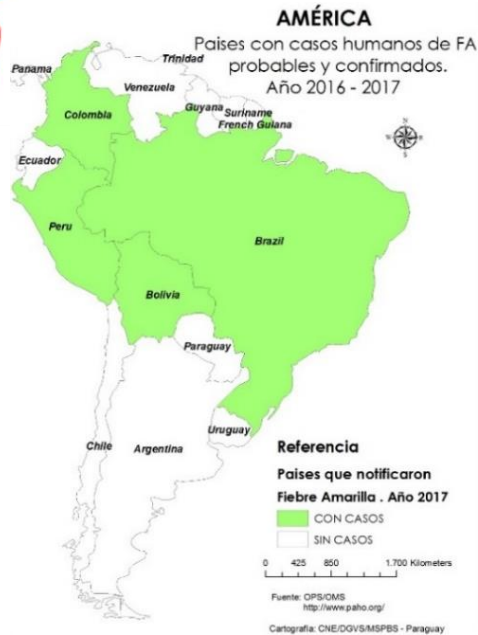 AMÉRICA
Paises con casos humanos de FA
probables y confirmados.
Año 2016 - 2017
Panama
Trinidad
Venezuela
Guyana
Suriname
French Guiana
Colombia
N
W
E
S
Ecuador
Peru
Brazil
Bolivia
Paraguay
Uruguay
Chile
Argentina
Referencia
Paises que notificaron
Fiebre Amarilla . Año 2017
CON CASOS
SIN CASOS
0 425 850 1.700 Kilometers
Fuente: OPS/OMS
http://www.paho.org/
Cartografia: CNE/DGVS/MSPBS - Paraguay